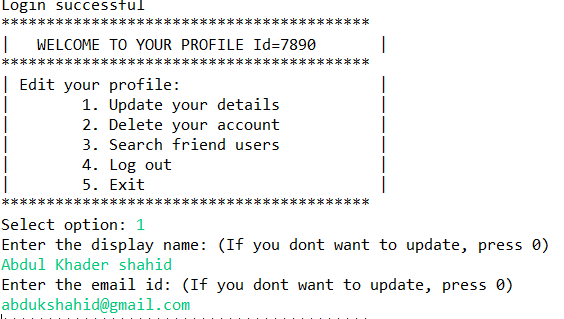 Login successful
*****************************************
|   WELCOME TO YOUR PROFILE Id=7890       |
*****************************************
| Edit your profile:                      |
|        1. Update your details           |
|        2. Delete your account           |
|        3. Search friend users           |
|        4. Log out                       |
|        5. Exit                          |
*****************************************
Select option: 1
Enter the display name: (If you dont want to update, press 0)
Abdul Khader shahid
Enter the email id: (If you dont want to update, press 0)
abdukshahid@gmail.com